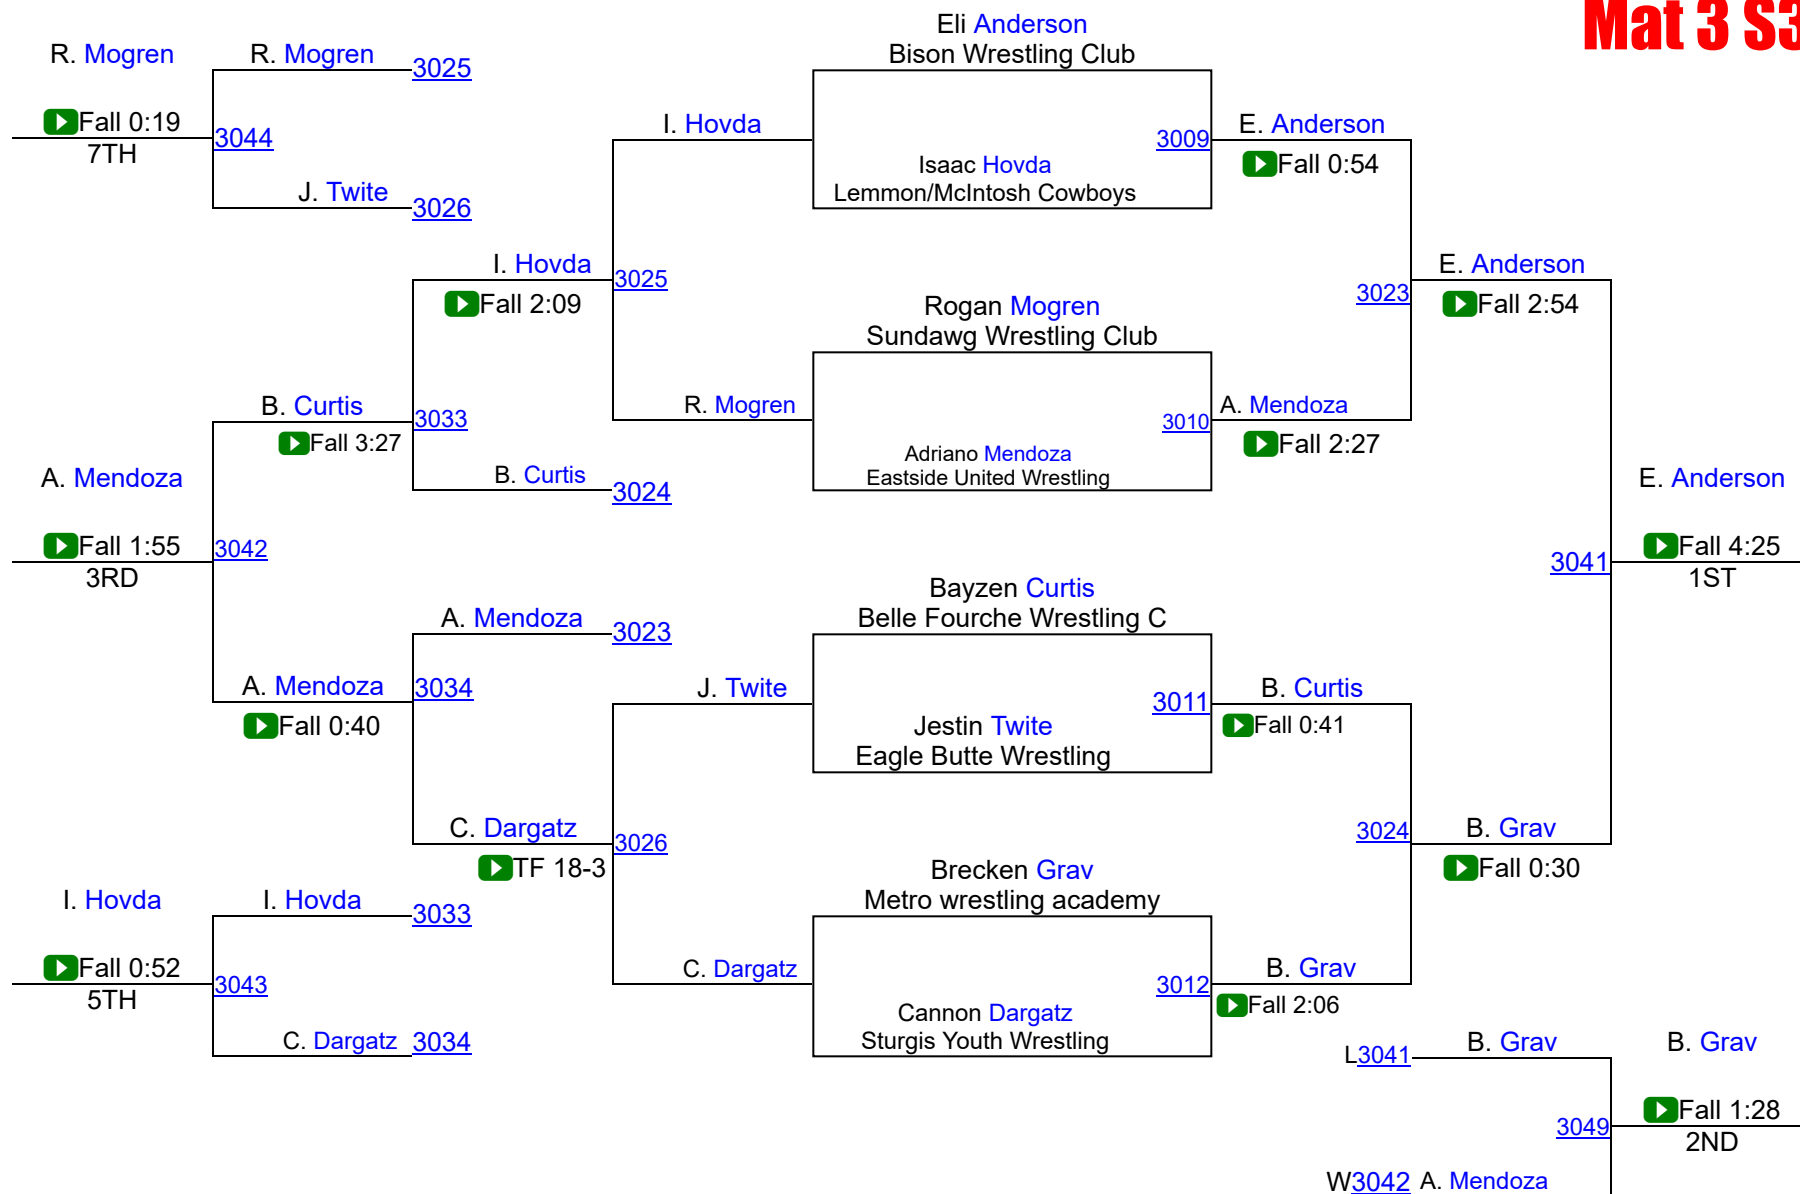 Mat 3 S3
Eli Anderson
Bison Wrestling Club
R. Mogren
R. Mogren
3025
Fall 0:19
7TH
3044
J. Twite
3026
I. Hovda
3009
E. Anderson
Fall 0:54
Isaac Hovda
Lemmon/McIntosh Cowboys
I. Hovda
Fall 2:09
3025
Rogan Mogren
Sundawg Wrestling Club
3023
E. Anderson
Fall 2:54
B. Curtis
Fall 3:27
3033
R. Mogren
3010
A. Mendoza
Fall 2:27
Adriano Mendoza
Eastside United Wrestling
B. Curtis
3024
A. Mendoza
Fall 1:55
3RD
3042
E. Anderson
3041
Fall 4:25
1ST
Bayzen Curtis
Belle Fourche Wrestling C
A. Mendoza
3023
A. Mendoza
3034
Fall 0:40
J. Twite
3011
B. Curtis
Fall 0:41
Jestin Twite
Eagle Butte Wrestling
C. Dargatz
3026
TF 18-3
3024
B. Grav
Fall 0:30
Brecken Grav
Metro wrestling academy
I. Hovda
I. Hovda
3033
Fall 0:52
5TH
3043
C. Dargatz
3034
C. Dargatz
3012
B. Grav
Fall 2:06
Cannon Dargatz
Sturgis Youth Wrestling
L3041
B. Grav
B. Grav
3049
Fall 1:28
2ND
W3042
A. Mendoza